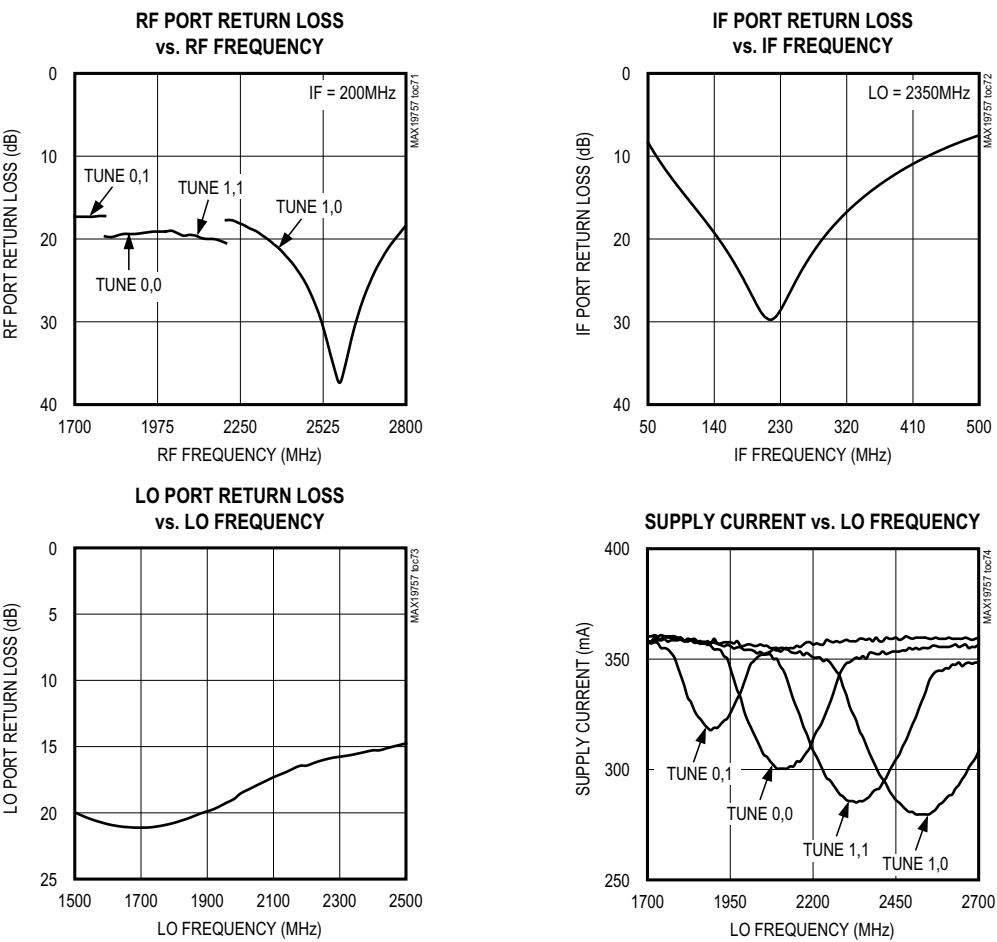 RF PORT RETURN LOSS
vs. RF FREQUENCY
RF PORT RETURN LOSS (dB)
0
10
20
30
40
1700
1975
2250
2525
2800
RF FREQUENCY (MHz)
IF = 200MHz
TUNE 0,1
TUNE 1,1
TUNE 1,0
TUNE 0,0
MAX19757 toc71
IF PORT RETURN LOSS
vs. IF FREQUENCY
IF PORT RETURN LOSS (dB)
0
10
20
30
40
50
140
230
320
410
500
IF FREQUENCY (MHz)
LO = 2350MHz
MAX19757 toc72
LO PORT RETURN LOSS
vs. LO FREQUENCY
LO PORT RETURN LOSS (dB)
0
5
10
15
20
25
1500
1700
1900
2100
2300
2500
LO FREQUENCY (MHz)
MAX19757 toc73
SUPPLY CURRENT vs. LO FREQUENCY
SUPPLY CURRENT (mA)
400
350
300
250
1700
1950
2200
2450
2700
LO FREQUENCY (MHz)
TUNE 0,1
TUNE 0,0
TUNE 1,1
TUNE 1,0
MAX19757 toc74